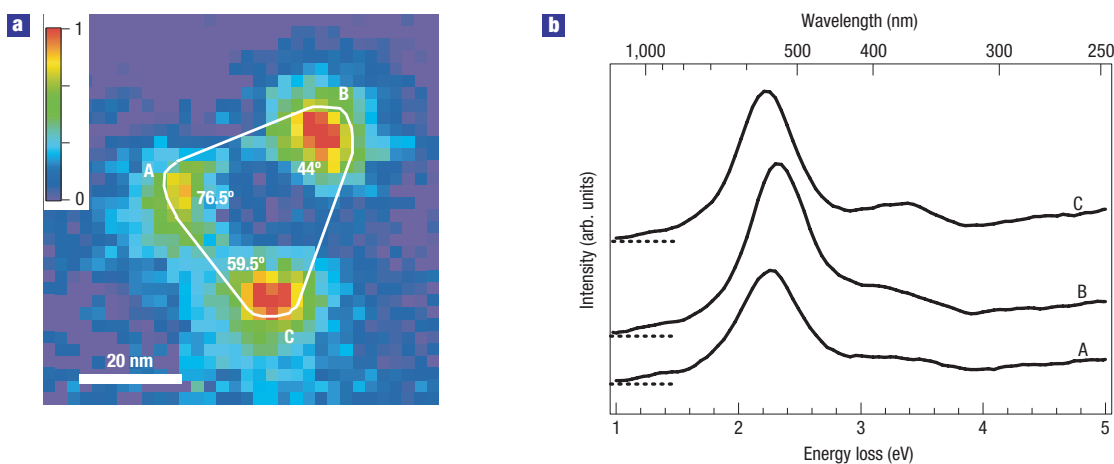 a
1
0
B
A
44º
76.5º
59.5º
C
20 nm
b
Wavelength (nm)
1,000 500 400 300 250
Intensity (arb. units)
C
B
A
1 2 3 4 5
Energy loss (eV)